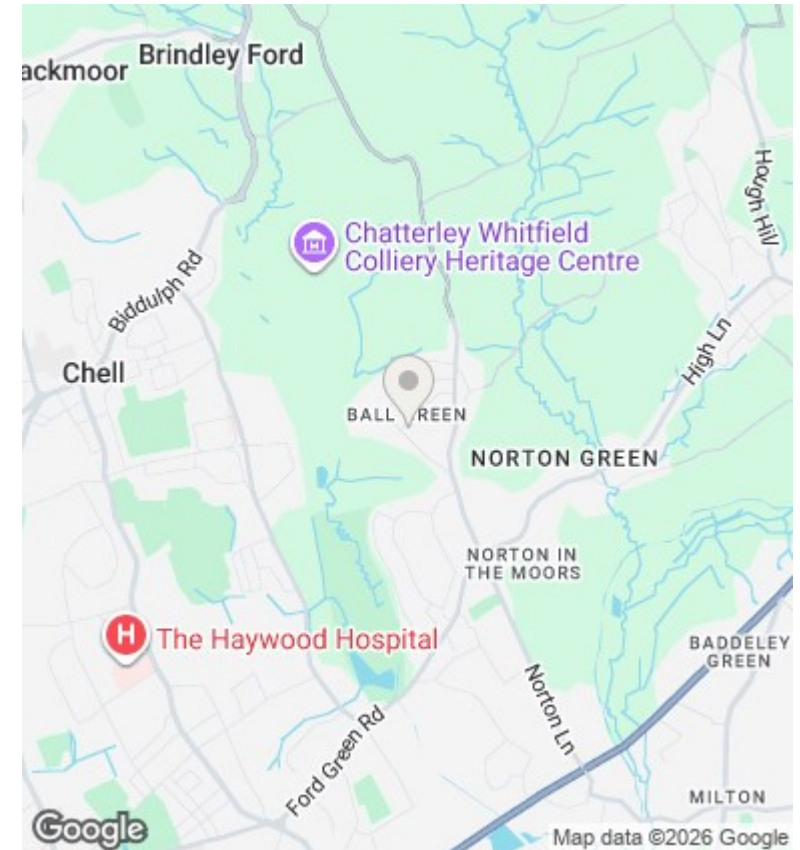 Brindley Ford
ackmoor
Hough Hill
Chatterley Whitfield
Colliery Heritage Centre
Biddulph Rd
High Ln
Chell
BALL GREEN
NORTON GREEN
NORTON IN
THE MOORS
H
The Haywood Hospital
BADDELEY
GREEN
Norton Ln
Ford Green Rd
MILTON
Google
Map data ©2026 Google